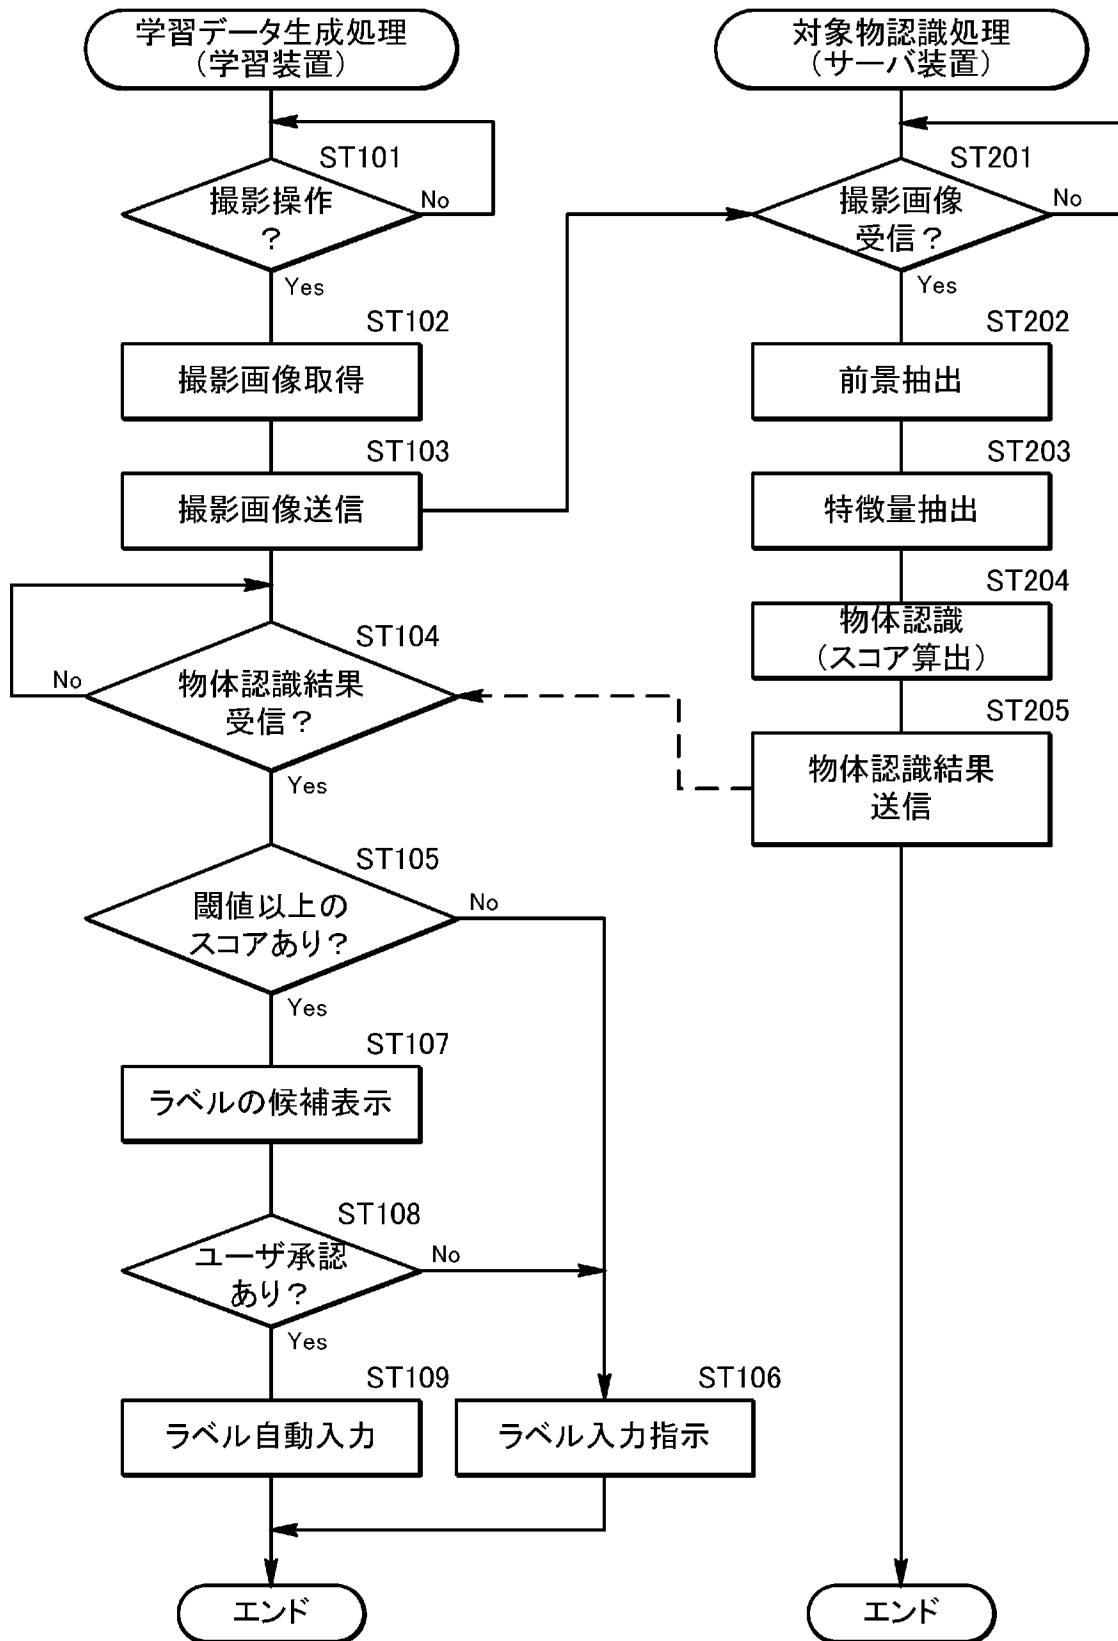 学習データ生成処理
（学習装置）
ST101
撮影操作
？
No
Yes
ST102
撮影画像取得
ST103
撮影画像送信
ST104
物体認識結果
受信？
No
Yes
ST105
閾値以上の
スコアあり？
No
Yes
ST107
ラベルの候補表示
ST108
ユーザ承認
あり？
No
Yes
ST109
ラベル自動入力
ST106
ラベル入力指示
エンド
対象物認識処理
（サーバ装置）
ST201
撮影画像
受信？
No
Yes
ST202
前景抽出
ST203
特徴量抽出
ST204
物体認識
（スコア算出）
ST205
物体認識結果
送信
エンド